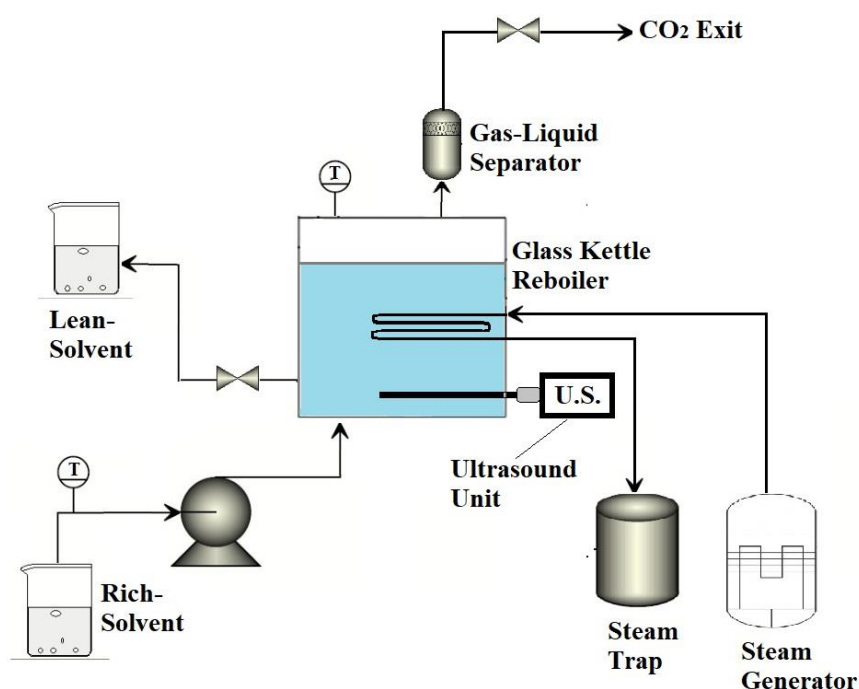 CO2 Exit
Gas-Liquid
Separator
T
Glass Kettle
Reboiler
Lean-
Solvent
U.S.
Ultrasound
Unit
T
Rich-
Solvent
Steam
Trap
Steam
Generator